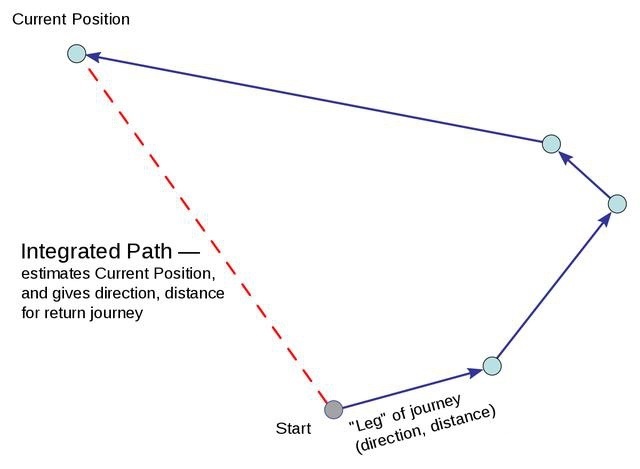 Current Position
Integrated Path —
estimates Current Position,
and gives direction, distance
for return journey
Start
"Leg" of journey
(direction, distance)